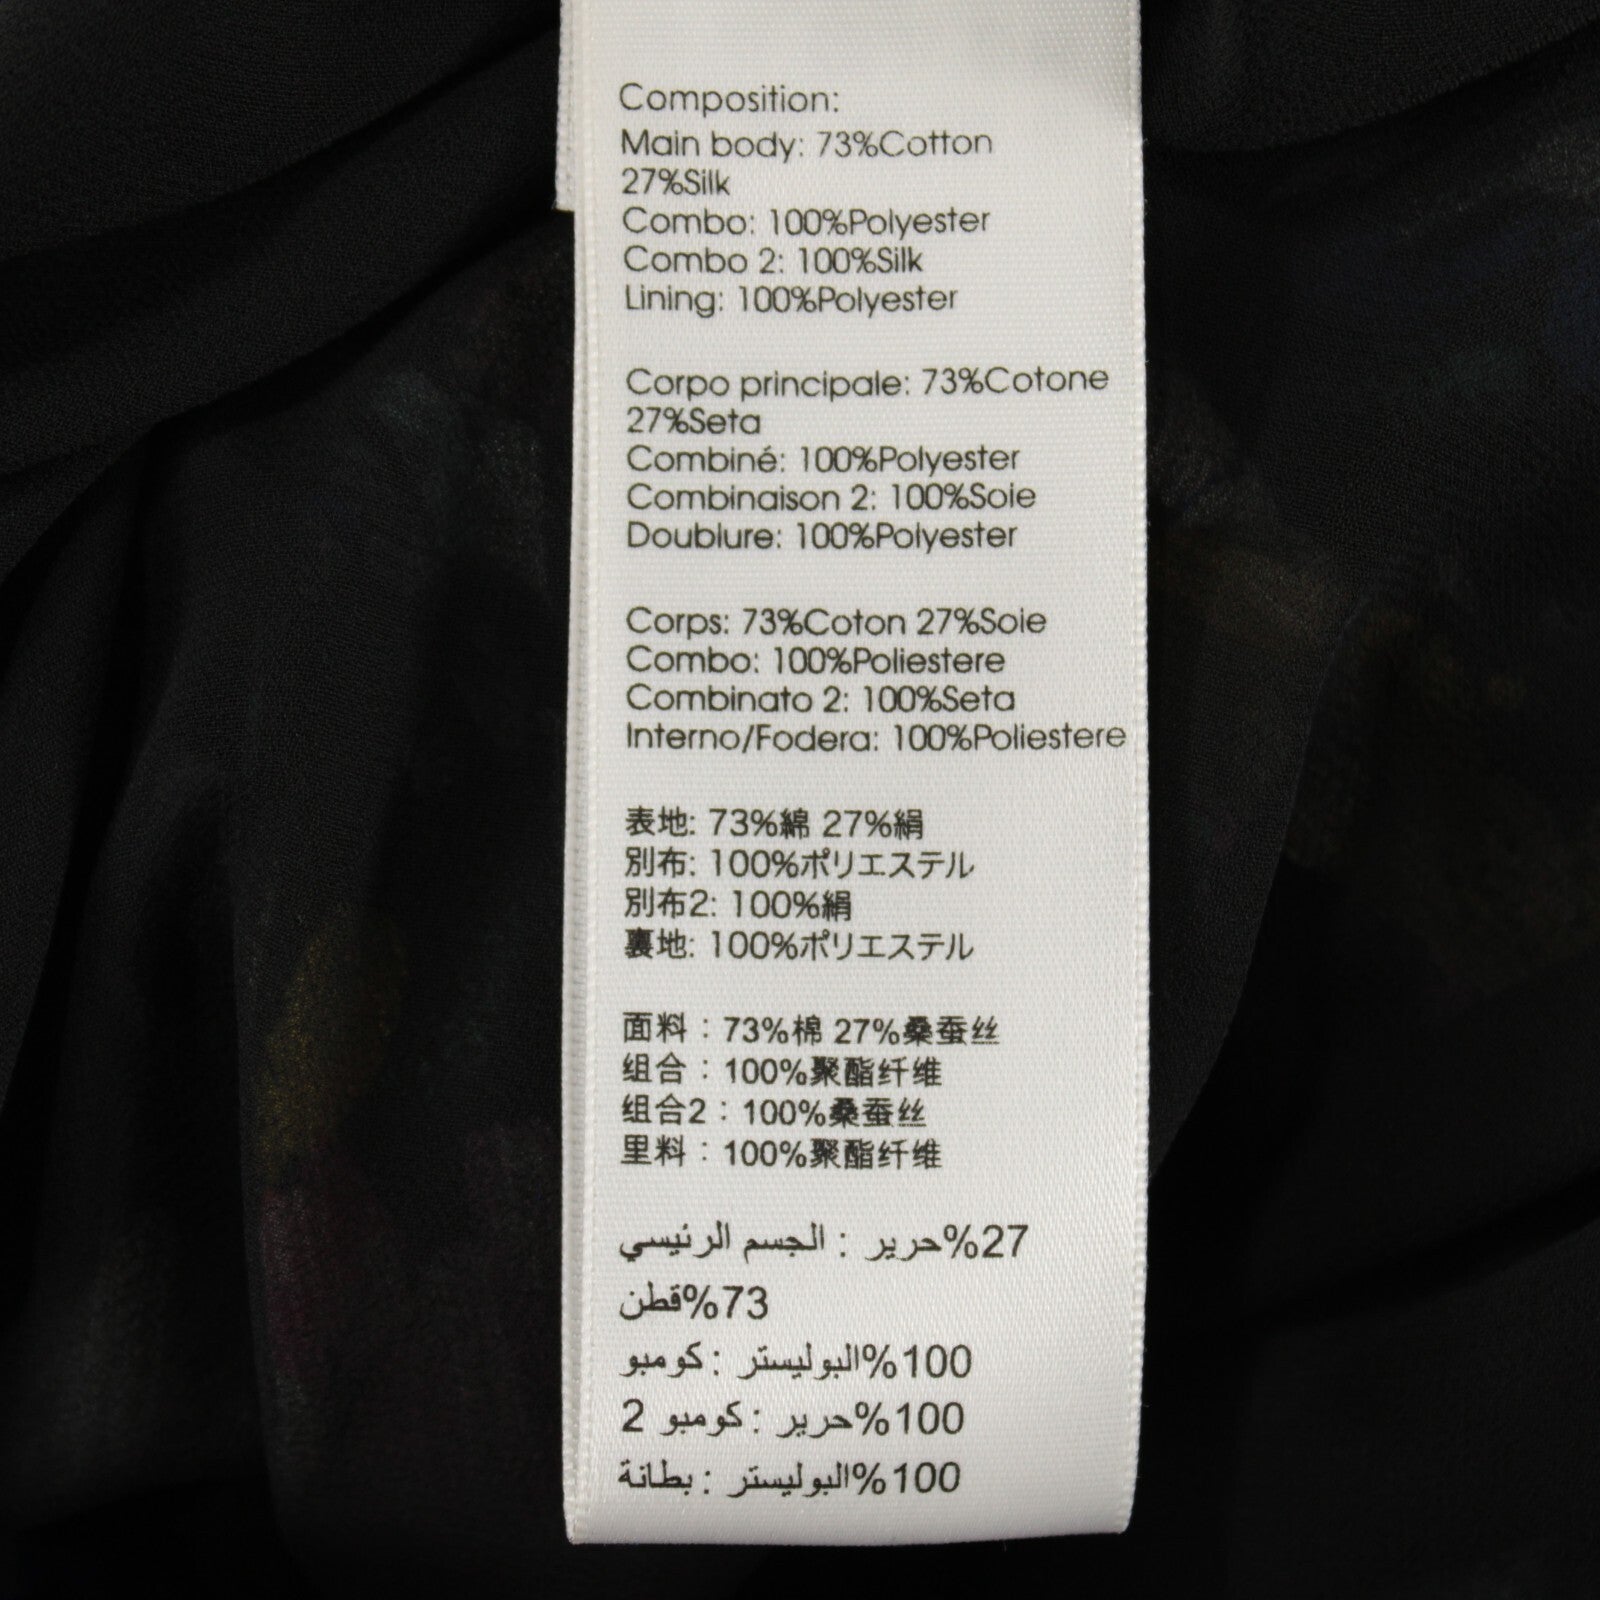 Composition:
Main body: 73%Cotton
27%Silk
Combo: 100%Polyester
Combo 2: 100%Silk
Lining: 100%Polyester
Corpo principale: 73%Cotone
27%Seta
Combiné: 100%Polyester
Combinaison 2: 100%Soie
Doublure: 100%Polyester
Corps: 73%Coton 27%Soie
Combo: 100%Poliestere
Combinato 2: 100%Seta
Interno/Fodera: 100%Poliestere
表地: 73%綿 27%絹
別布: 100%ポリエステル
別布2: 100%絹
裏地: 100%ポリエステル
面料：73%棉 27%桑蚕丝
组合：100%聚酯纤维
组合2：100%桑蚕丝
里料：100%聚酯纤维
27%حرير : الجسم الرئيسي
73%قطن
100%البوليستر : كومبو
100%حرير : كومبو 2
100%البوليستر : بطانة